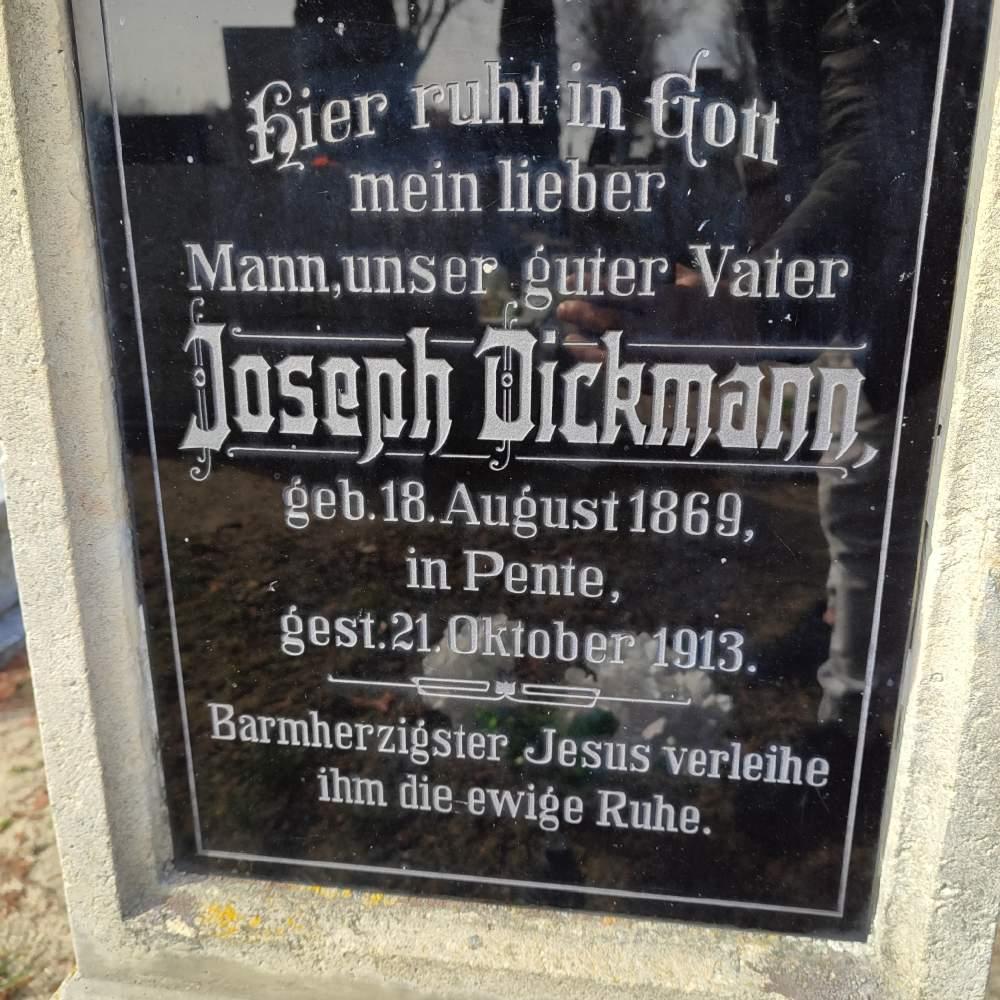 Hier ruht in Gott
mein lieber
Mann, unser guter Vater
Joseph Dickmann,
geb. 18. August 1869,
in Pente,
gest. 21. Oktober 1913.
Barmherzigster Jesus verleihe
ihm die ewige Ruhe.